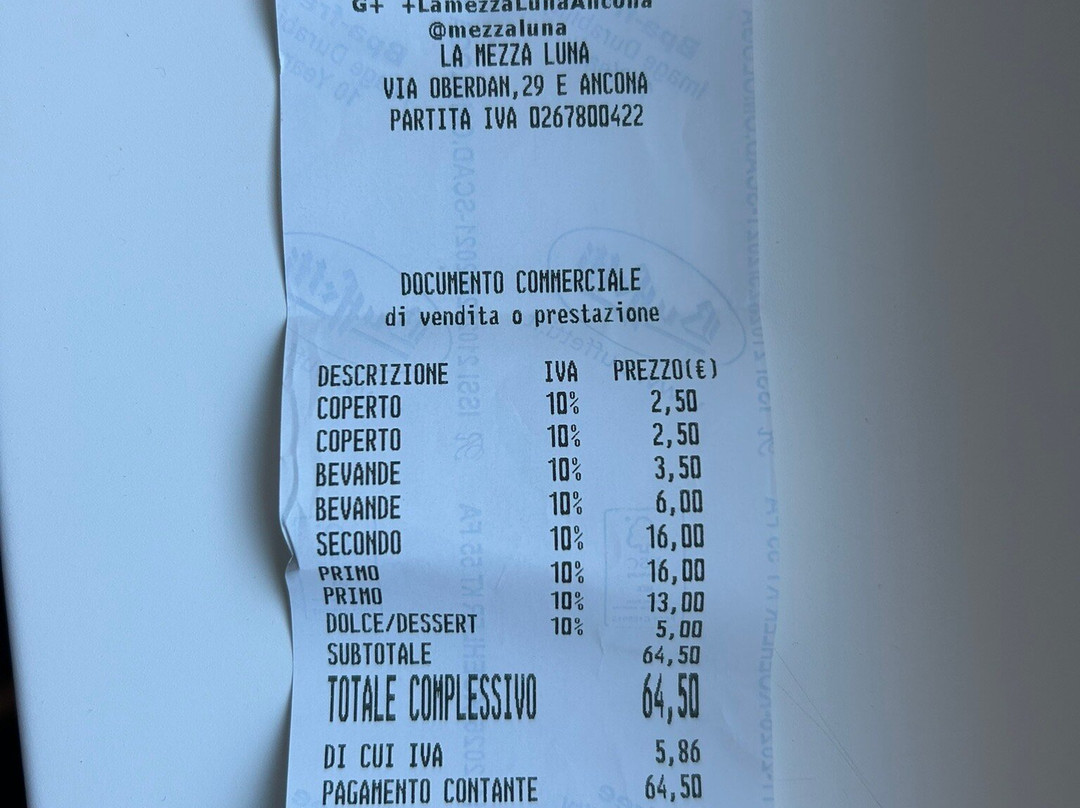 G+ +LamezzaLunaAncona
@mezzaluna
LA MEZZA LUNA
VIA OBERDAN,29 E ANCONA
PARTITA IVA 0267800422
DOCUMENTO COMMERCIALE
di vendita o prestazione
DESCRIZIONE IVA PREZZO(€)
COPERTO 10% 2,50
COPERTO 10% 2,50
BEVANDE 10% 3,50
BEVANDE 10% 6,00
SECONDO 10% 16,00
PRIMO 10% 16,00
PRIMO 10% 13,00
DOLCE/DESSERT 10% 5,00
SUBTOTALE 64,50
TOTALE COMPLESSIVO 64,50
DI CUI IVA 5,86
PAGAMENTO CONTANTE 64,50